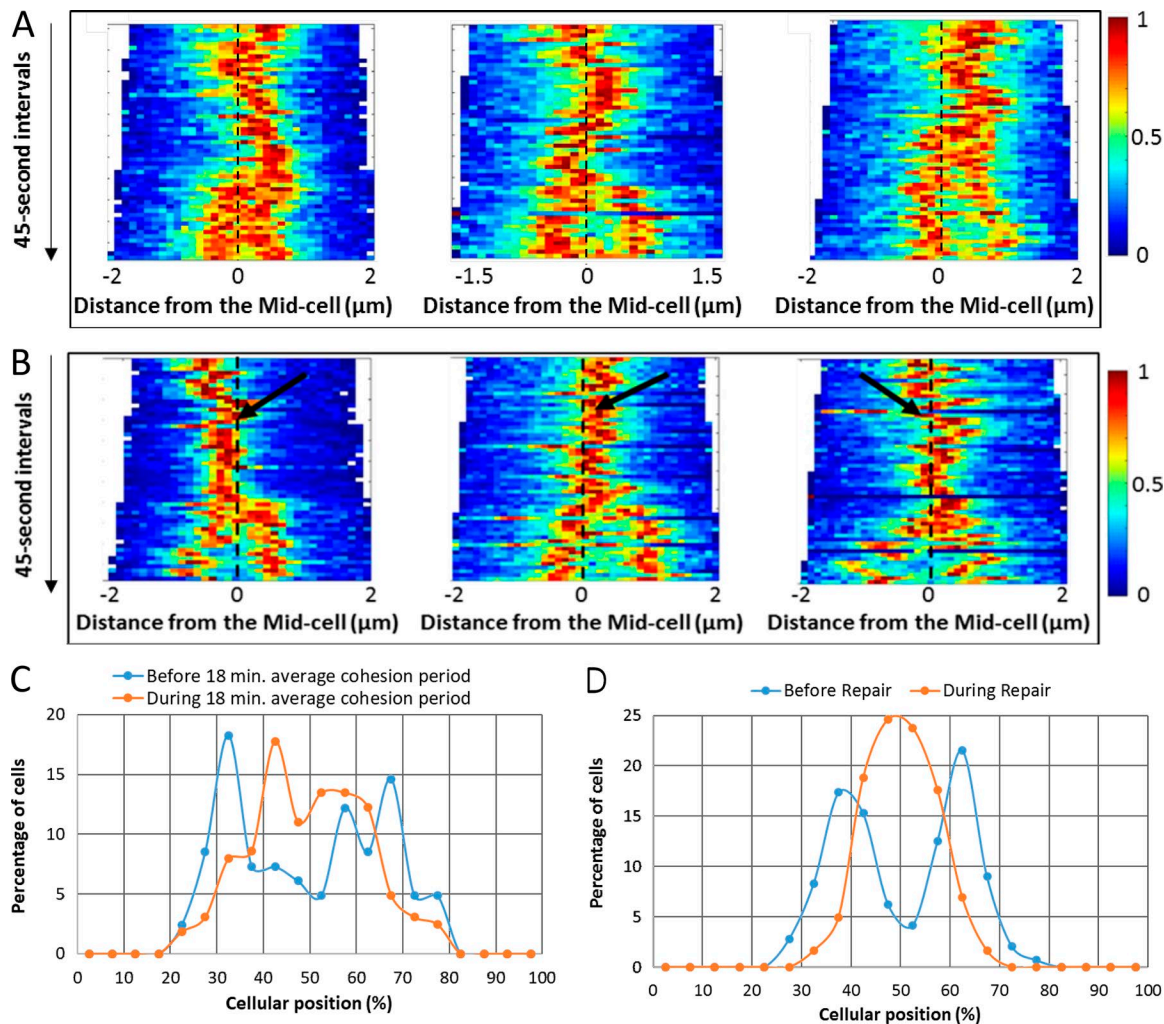 A
45-second intervals
-2 0 2
-1.5 0 1.5
-2 0 2
Distance from the Mid-cell (µm)
Distance from the Mid-cell (µm)
Distance from the Mid-cell (µm)
1
0.5
0
B
45-second intervals
-2 0 2
-2 0 2
-2 0 2
Distance from the Mid-cell (µm)
Distance from the Mid-cell (µm)
Distance from the Mid-cell (µm)
1
0.5
0
C
Before 18 min. average cohesion period
During 18 min. average cohesion period
Percentage of cells
20
15
10
5
0
0 10 20 30 40 50 60 70 80 90 100
Cellular position (%)
D
Before Repair During Repair
Percentage of cells
25
20
15
10
5
0
0 10 20 30 40 50 60 70 80 90 100
Cellular position (%)